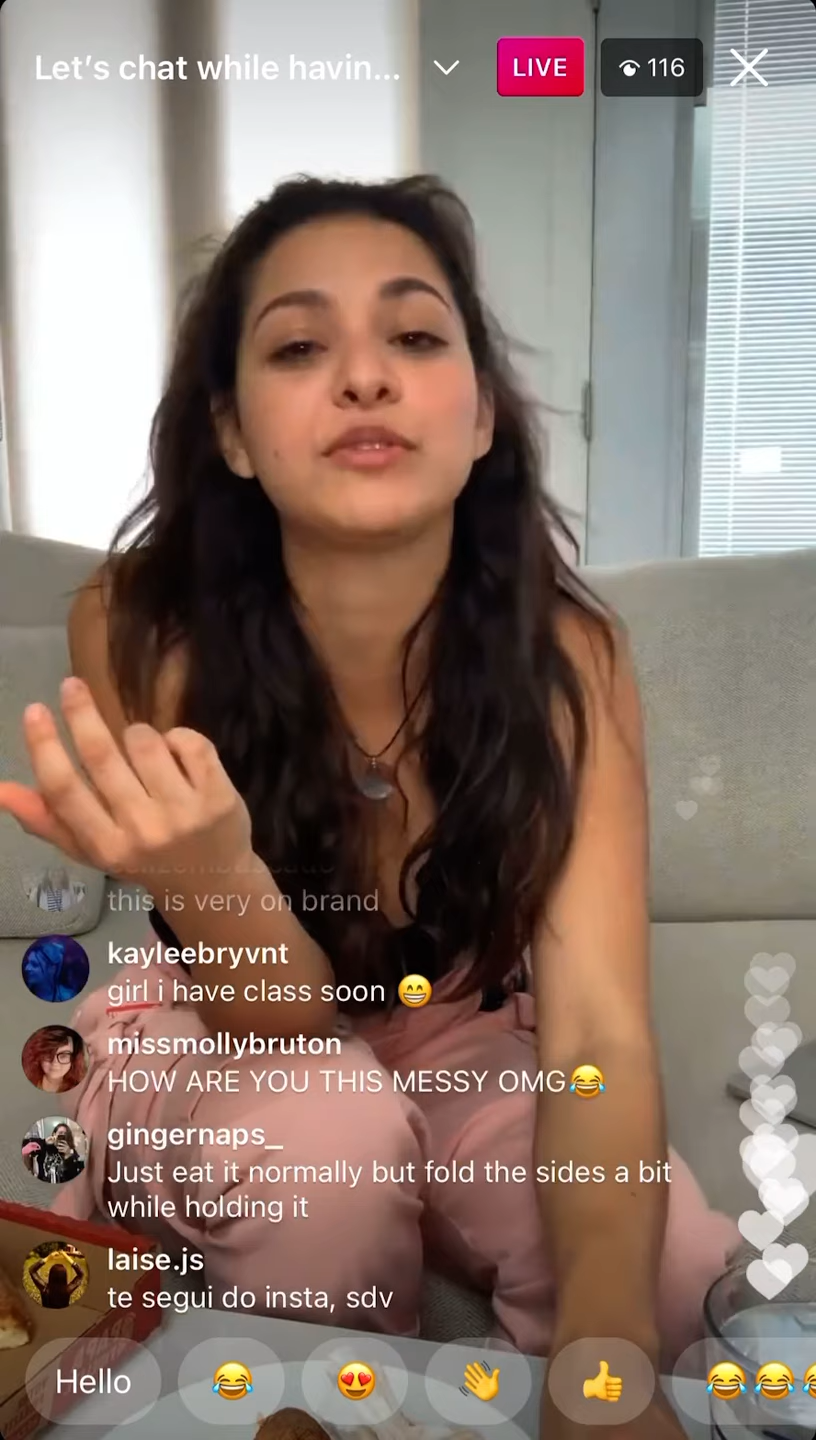 Let’s chat while havin...
LIVE
116
this is very on brand
kayleebryvnt
girl i have class soon 😁
missmollybruton
HOW ARE YOU THIS MESSY OMG😂
gingernaps_
Just eat it normally but fold the sides a bit
while holding it
laise.js
te segui do insta, sdv
Hello